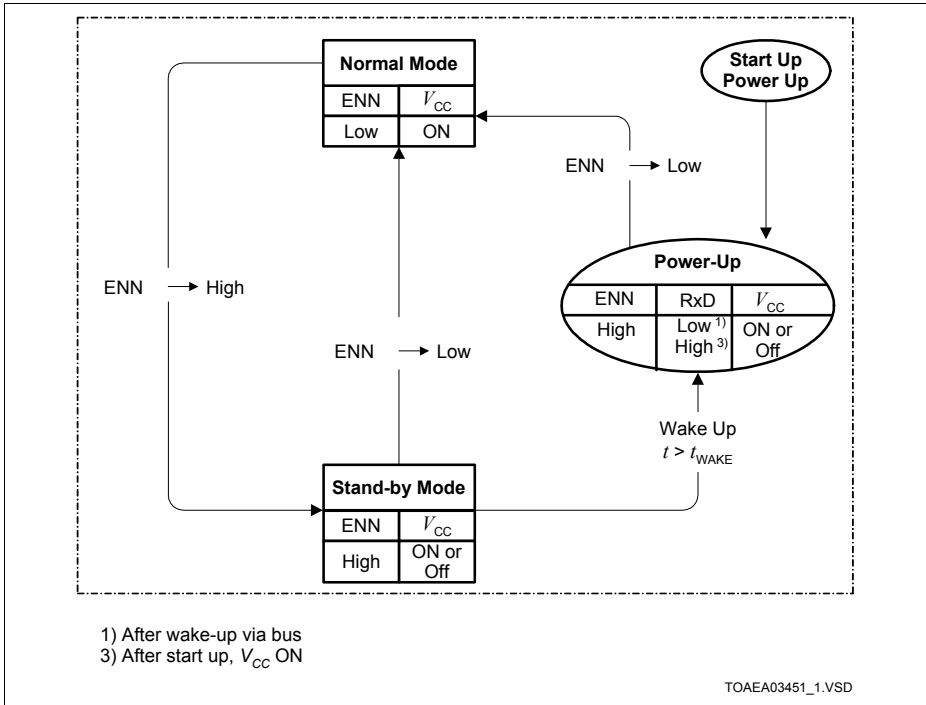 Start Up
Power Up
Normal Mode
ENN VCC
Low ON
ENN → Low
Power-Up
ENN RxD VCC
High Low 1) ON or
High 3) Off
ENN → High
ENN → Low
Wake Up
t > tWAKE
Stand-by Mode
ENN VCC
High ON or
Off
1) After wake-up via bus
3) After start up, VCC ON
TOAEA03451_1.VSD